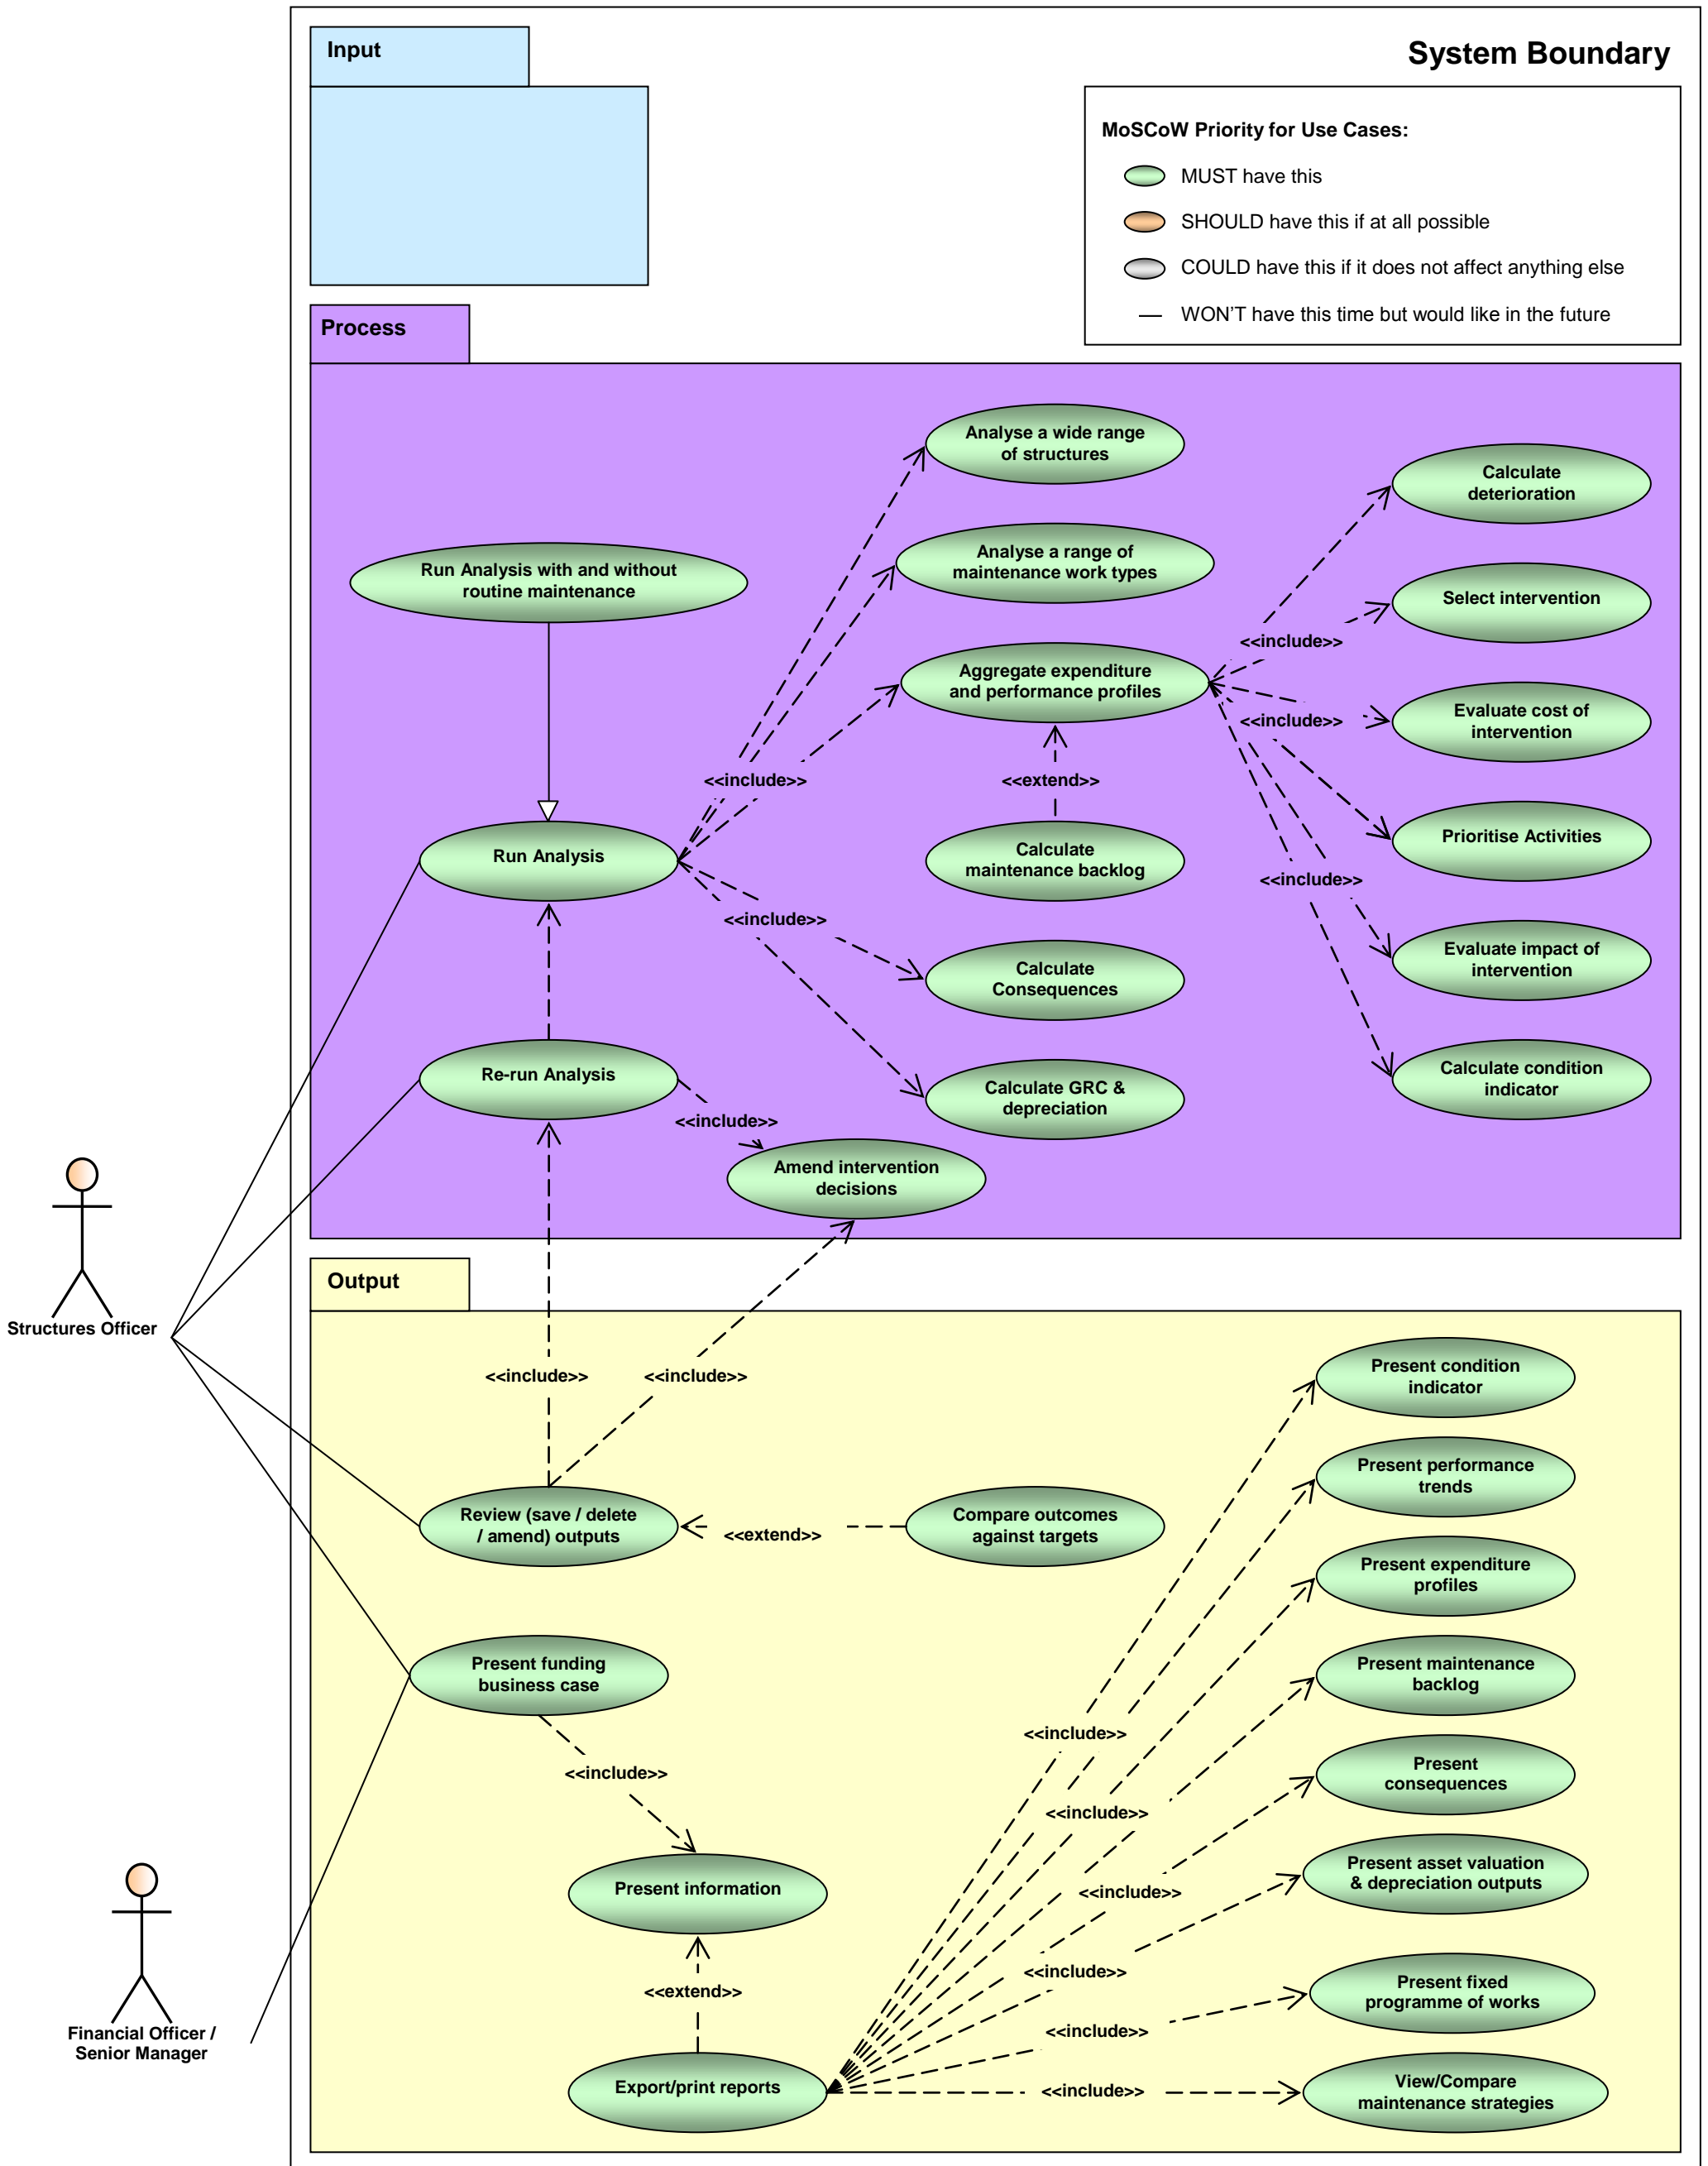 Input
System Boundary
MoSCoW Priority for Use Cases:
MUST have this
SHOULD have this if at all possible
COULD have this if it does not affect anything else
WON'T have this time but would like in the future
Process
Analyse a wide range
of structures
Calculate
deterioration
Run Analysis with and without
routine maintenance
Analyse a range of
maintenance work types
Select intervention
<<include>>
Aggregate expenditure
and performance profiles
Evaluate cost of
intervention
<<include>>
<<include>>
<<extend>>
Run Analysis
Calculate
maintenance backlog
Prioritise Activities
<<include>>
<<include>>
Calculate
Consequences
Evaluate impact of
intervention
Re-run Analysis
<<include>>
Calculate GRC &
depreciation
Calculate condition
indicator
Amend intervention
decisions
Structures Officer
Output
<<include>>
<<include>>
Present condition
indicator
Present performance
trends
Review (save / delete
/ amend) outputs
<<extend>>
Compare outcomes
against targets
Present expenditure
profiles
Present funding
business case
Present maintenance
backlog
<<include>>
<<include>>
Present
consequences
<<include>>
Present information
<<include>>
Present asset valuation
& depreciation outputs
<<include>>
<<extend>>
Present fixed
programme of works
<<include>>
Financial Officer /
Senior Manager
Export/print reports
<<include>>
View/Compare
maintenance strategies